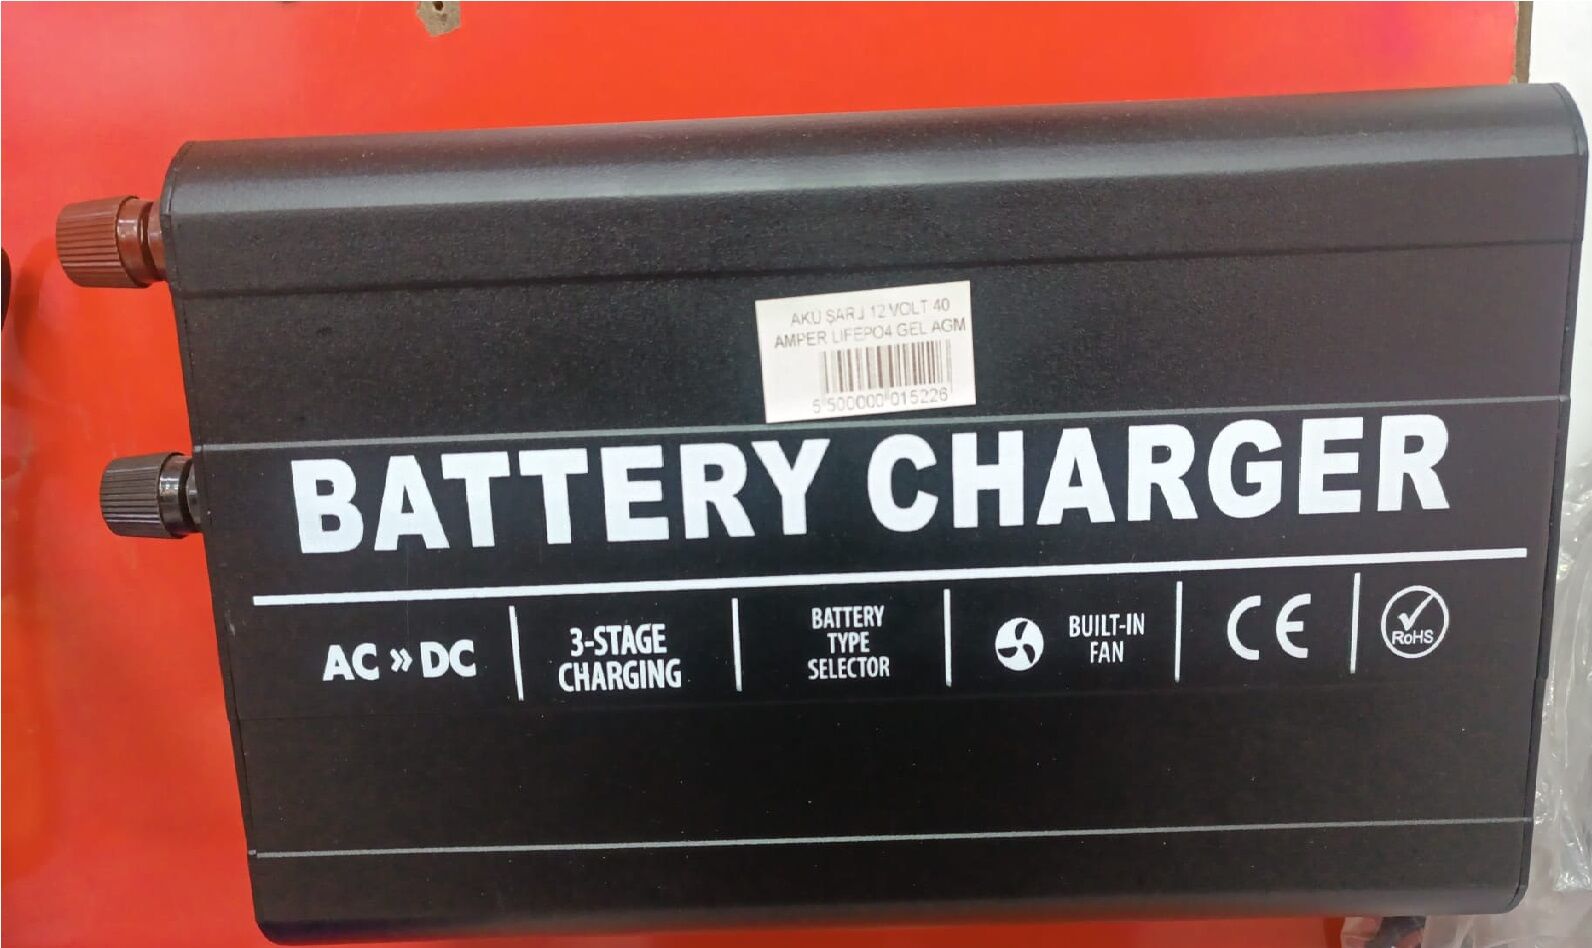 AKÜ ŞARJ 12 VOLT 40
AMPER LIFEPO4 GEL AGM
5 500000 015226
BATTERY CHARGER
AC » DC
3-STAGE
CHARGING
BATTERY
TYPE
SELECTOR
BUILT-IN
FAN
CE
RoHS